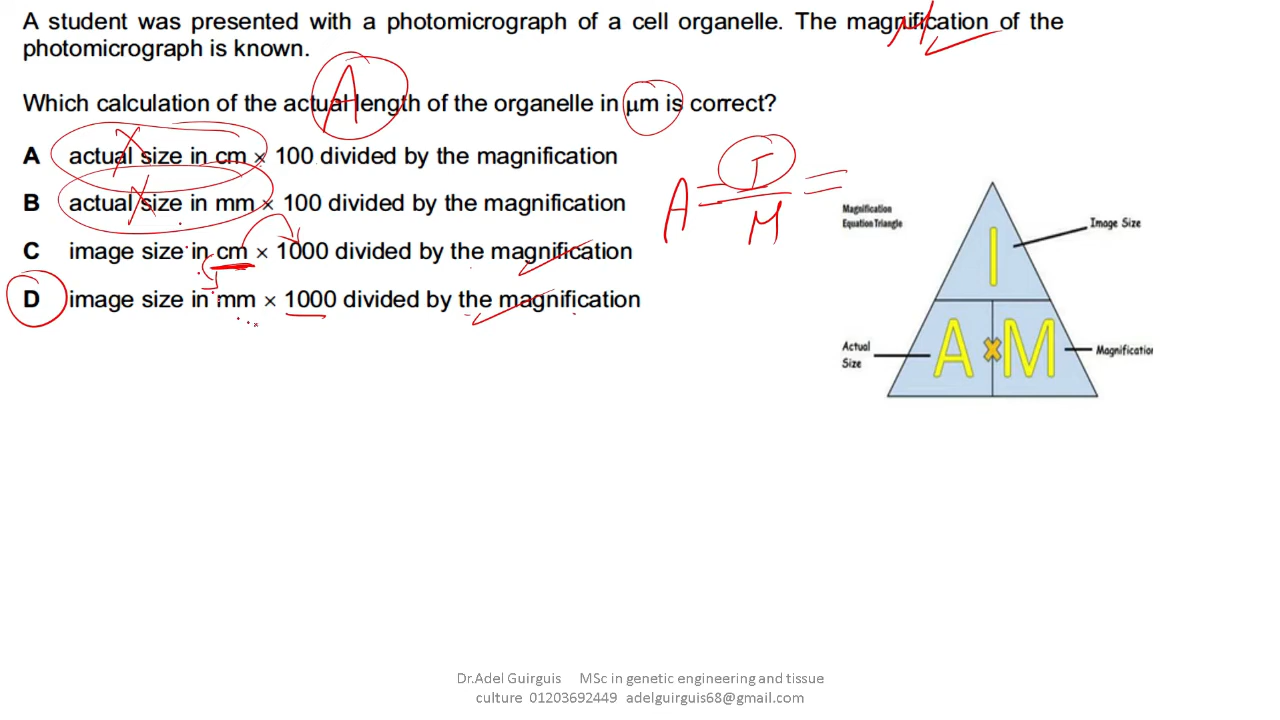 A student was presented with a photomicrograph of a cell organelle. The magnification of the
photomicrograph is known.
Which calculation of the actual length of the organelle in μm is correct?
A actual size in cm × 100 divided by the magnification
B actual size in mm × 100 divided by the magnification
C image size in cm × 1000 divided by the magnification
D image size in mm × 1000 divided by the magnification
M
A
A = I / M =
Magnification
Equation Triangle
I
Image Size
Actual
Size
A × M
Magnification
Dr.Adel Guirguis MSc in genetic engineering and tissue
culture 01203692449 adelguirguis68@gmail.com